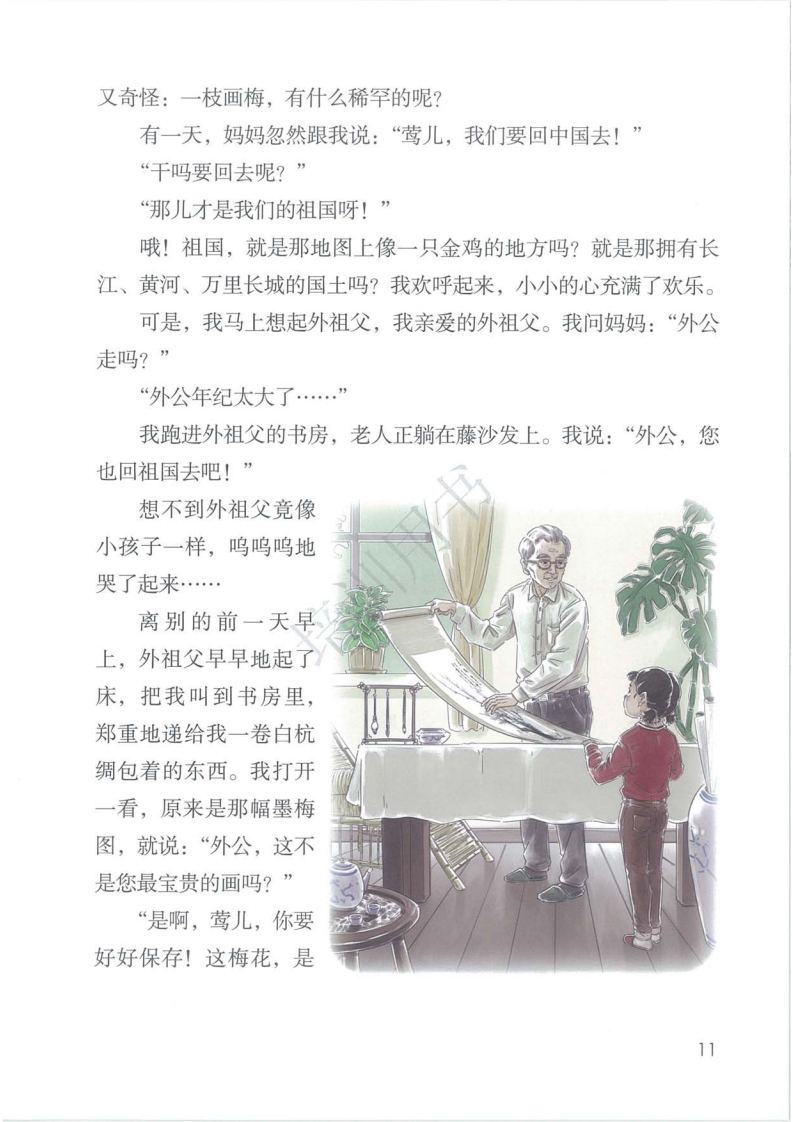 又奇怪：一枝画梅，有什么稀罕的呢？
有一天，妈妈忽然跟我说：“莺儿，我们要回中国去！”
“干吗要回去呢？”
“那儿才是我们的祖国呀！”
哦！祖国，就是那地图上像一只金鸡的地方吗？就是那拥有长
江、黄河、万里长城的国土吗？我欢呼起来，小小的心充满了欢乐。
可是，我马上想起外祖父，我亲爱的外祖父。我问妈妈：“外公
走吗？”
“外公年纪太大了……”
我跑进外祖父的书房，老人正躺在藤沙发上。我说：“外公，您
也回祖国去吧！”
想不到外祖父竟像
小孩子一样，呜呜呜地
哭了起来……
离别的前一天早
上，外祖父早早地起了
床，把我叫到书房里，
郑重地递给我一卷白杭
绸包着的东西。我打开
一看，原来是那幅墨梅
图，就说：“外公，这不
是您最宝贵的画吗？”
“是啊，莺儿，你要
好好保存！这梅花，是
培训用书
11